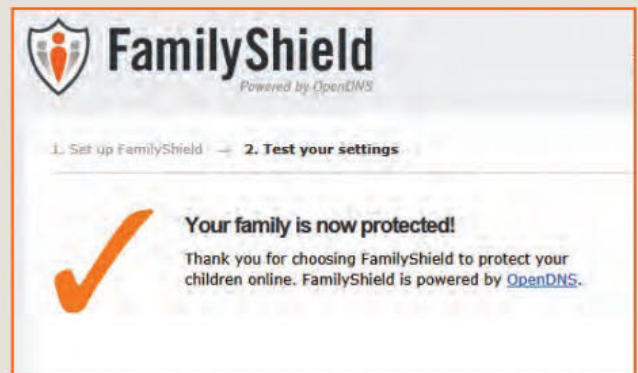 FamilyShield
Powered by OpenDNS
1. Set up FamilyShield → 2. Test your settings
Your family is now protected!
Thank you for choosing FamilyShield to protect your
children online. FamilyShield is powered by OpenDNS.